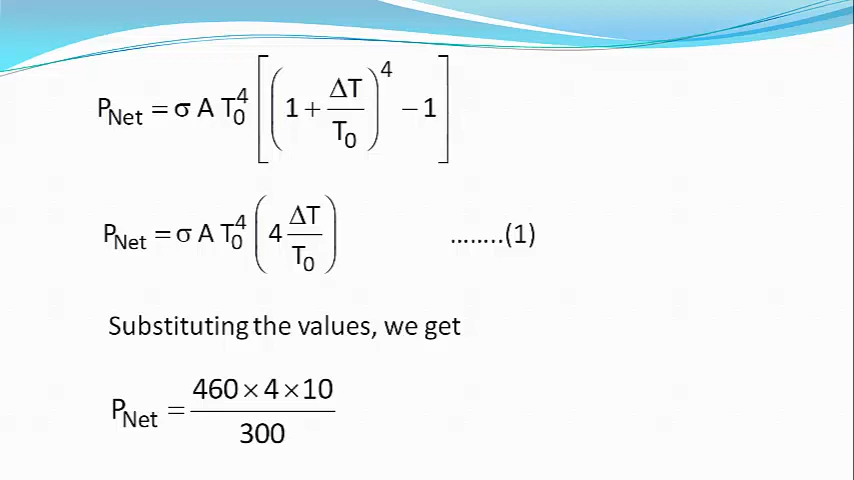 P_Net = σ A T_0^4 [ ( 1 + ΔT/T_0 )^4 − 1 ]
P_Net = σ A T_0^4 ( 4 ΔT/T_0 ) ........(1)
Substituting the values, we get
P_Net = 460 × 4 × 10 / 300